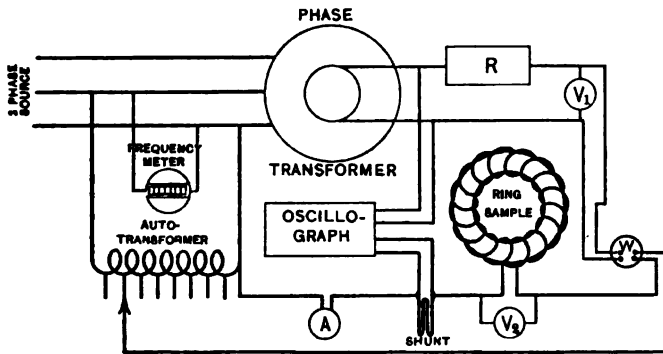 PHASE
TRANSFORMER
3 PHASE
SOURCE
R
V1
FREQUENCY
METER
AUTO-
TRANSFORMER
OSCILLO-
GRAPH
RING
SAMPLE
W
A
SHUNT
V2